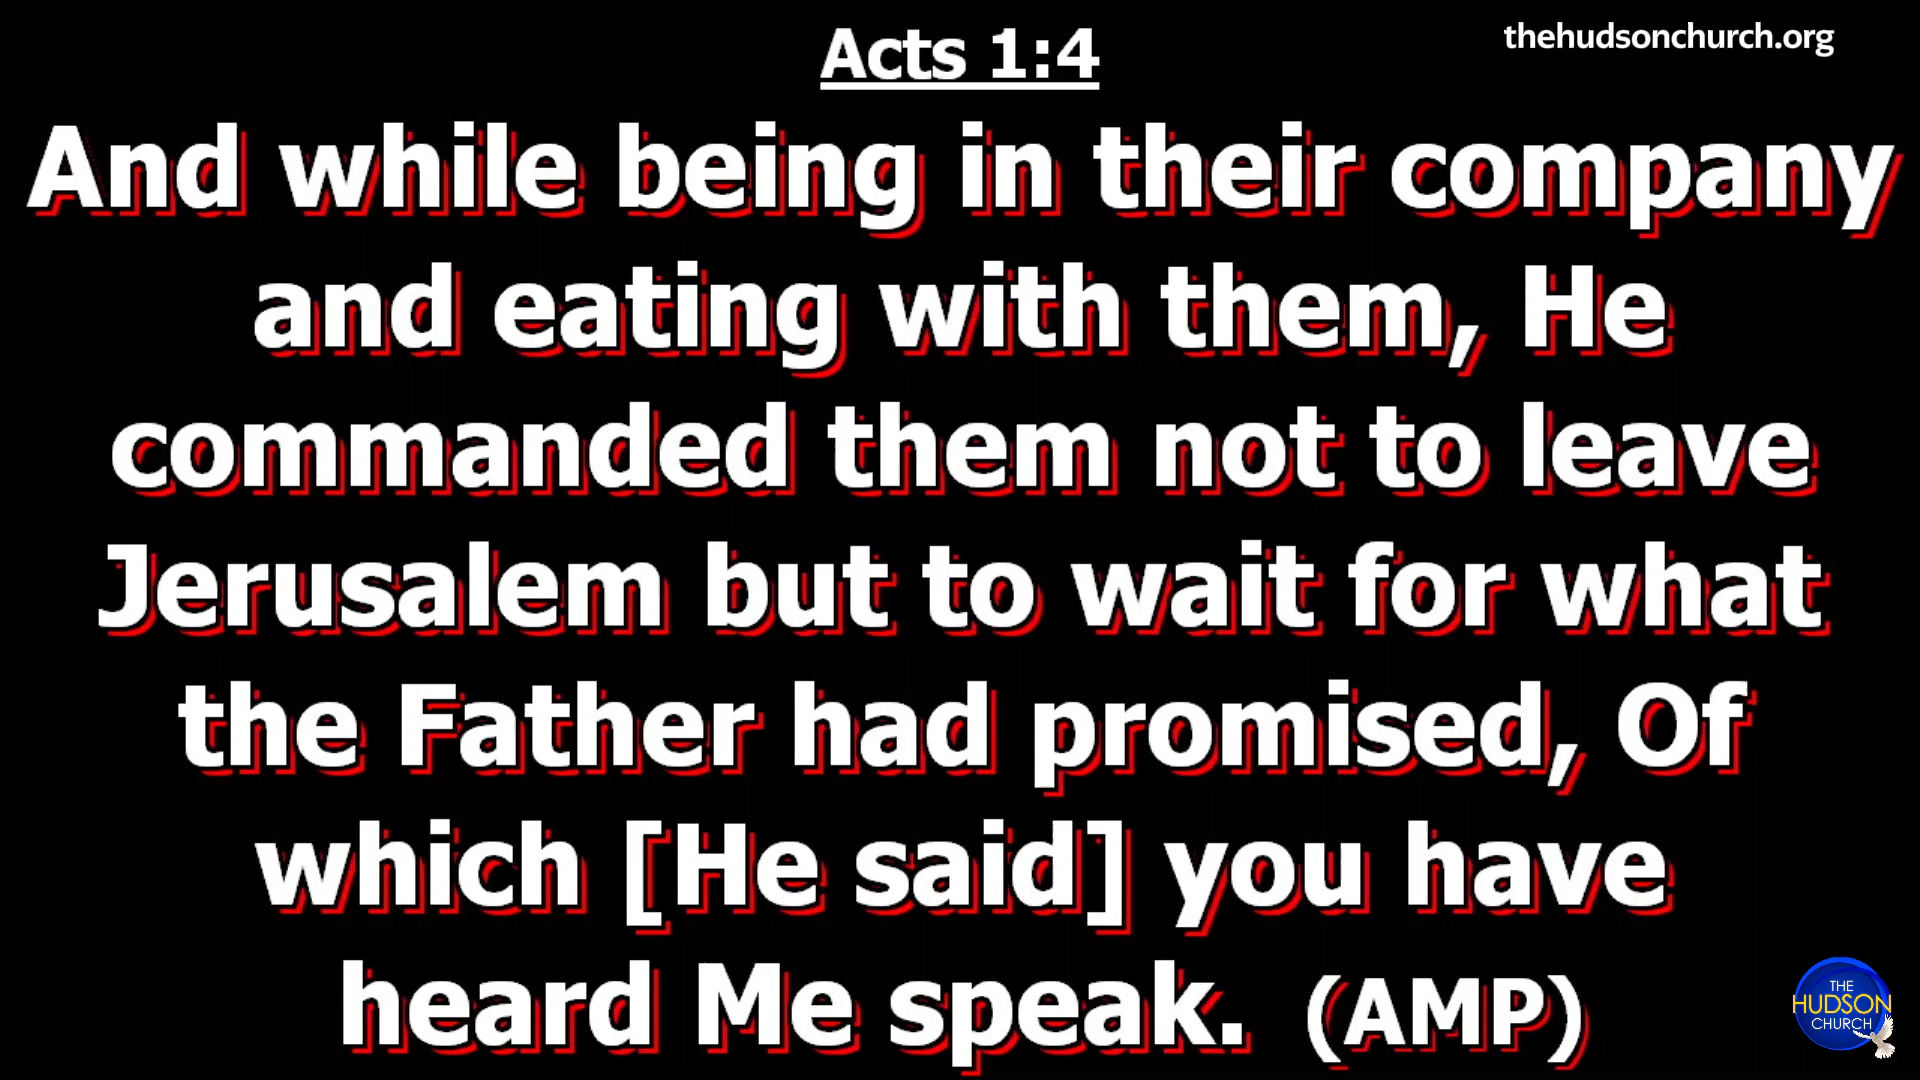 Acts 1:4
thehudsonchurch.org
And while being in their company
and eating with them, He
commanded them not to leave
Jerusalem but to wait for what
the Father had promised, Of
which [He said] you have
heard Me speak. (AMP)
THE
HUDSON
CHURCH